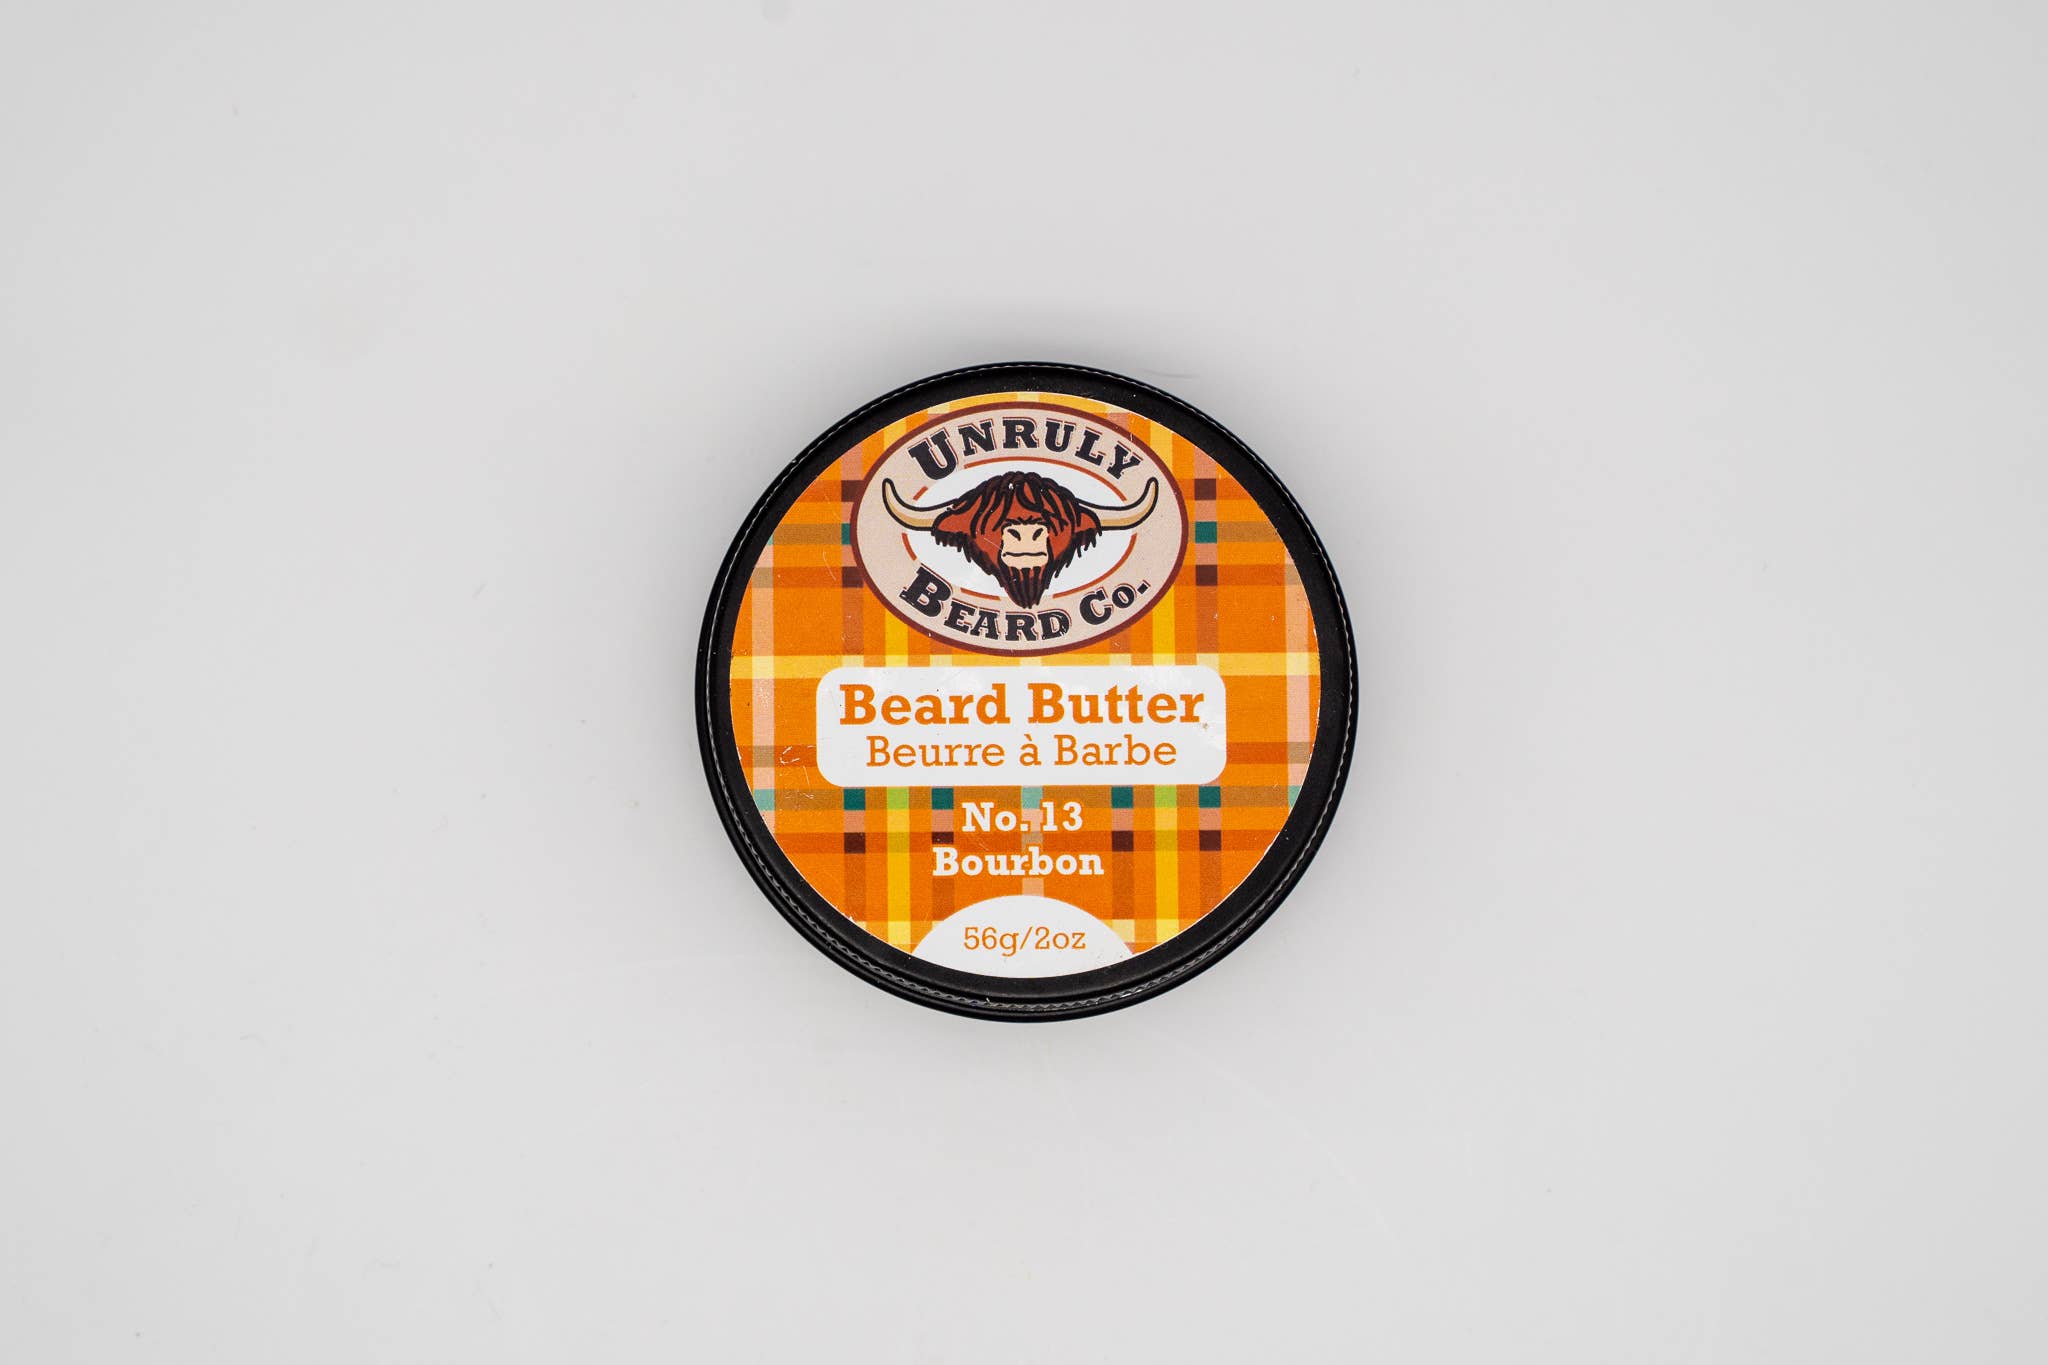 UNRULY
BEARD CO.
Beard Butter
Beurre à Barbe
No. 13
Bourbon
56g/2oz